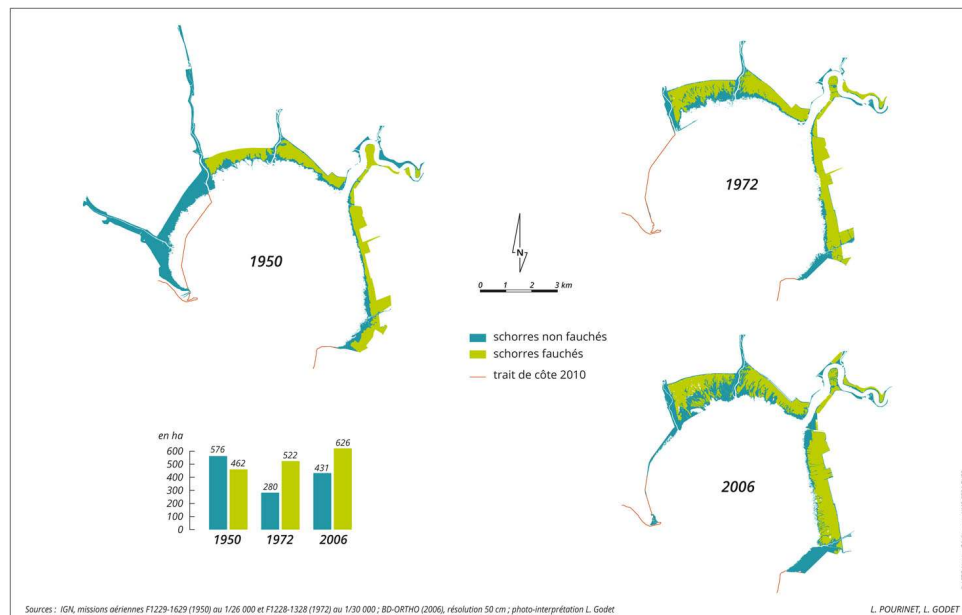 1950
1972
N
0 1 2 3 km
schorres non fauchés
schorres fauchés
trait de côte 2010
2006
en ha
600
500
400
300
200
100
0
576
462
280
522
431
626
1950
1972
2006
Sources : IGN, missions aériennes F1229-1629 (1950) au 1/26 000 et F1228-1328 (1972) au 1/30 000 ; BD-ORTHO (2006), résolution 50 cm ; photo-interprétation L. Godet
L. POURINET, L. GODET